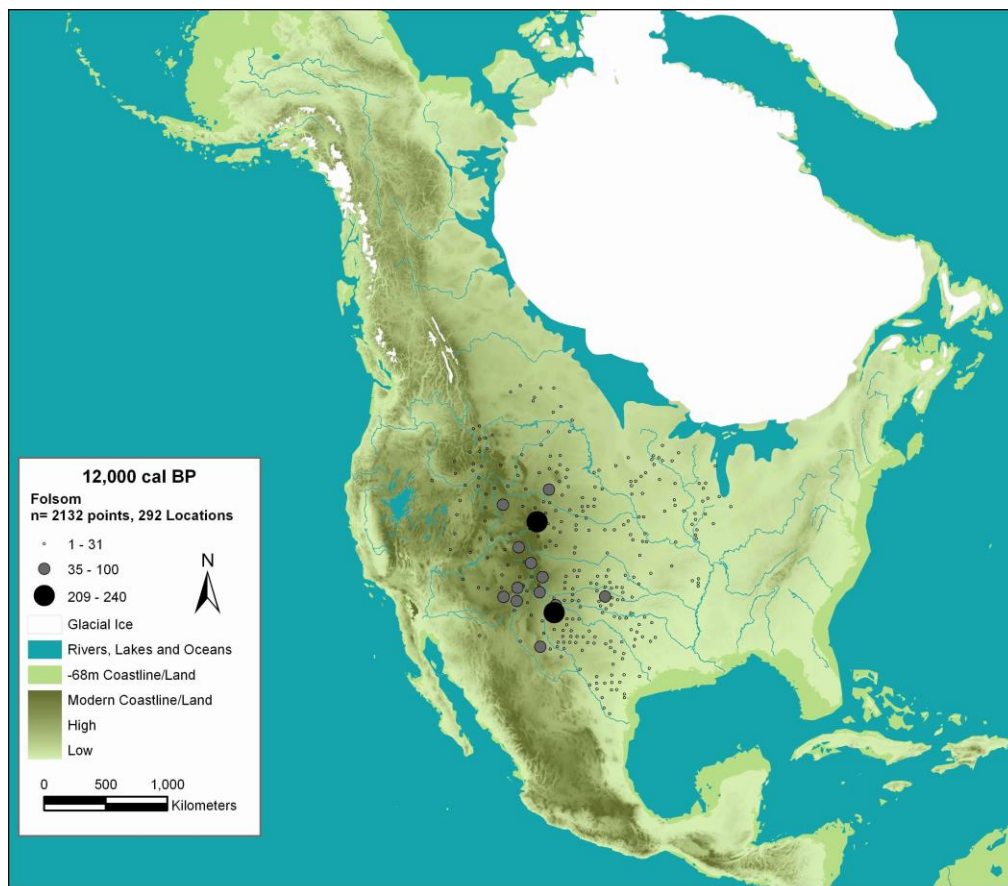 12,000 cal BP
Folsom
n= 2132 points, 292 Locations
1 - 31
35 - 100
209 - 240
N
Glacial Ice
Rivers, Lakes and Oceans
-68m Coastline/Land
Modern Coastline/Land
High
Low
0 500 1,000
Kilometers